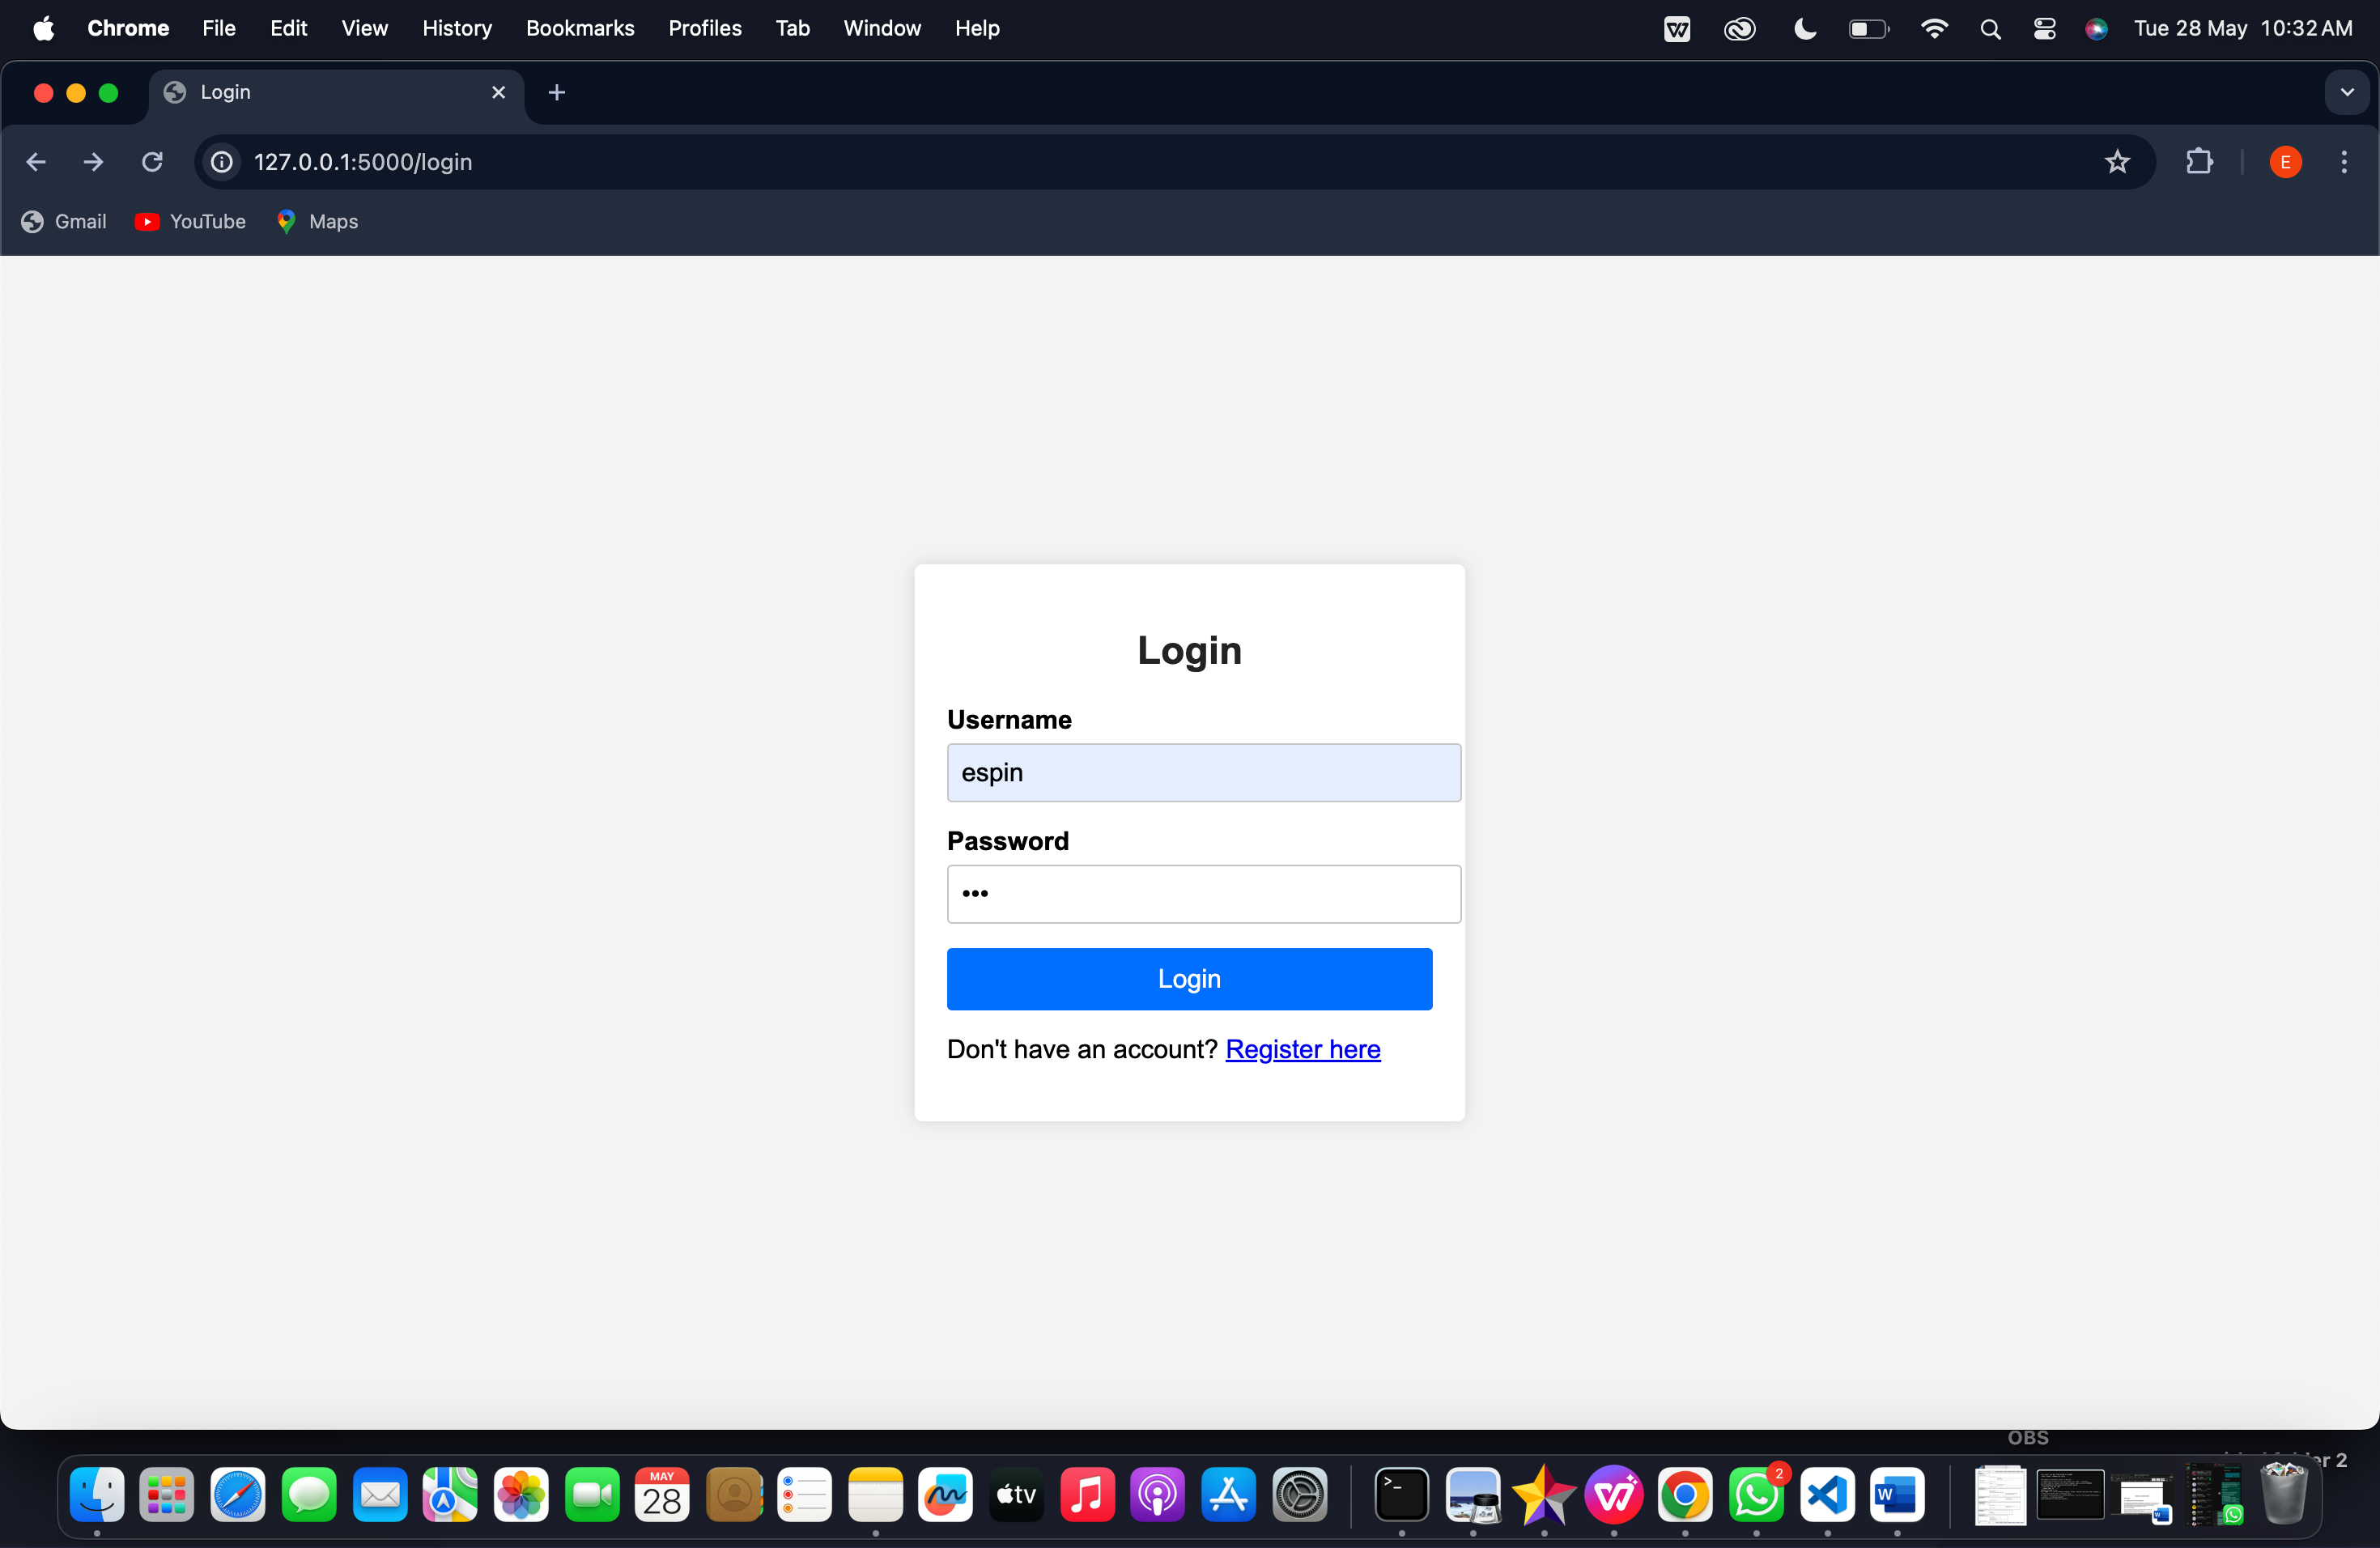 Chrome File Edit View History Bookmarks Profiles Tab Window Help Tue 28 May 10:32 AM
Login
127.0.0.1:5000/login
E
Gmail YouTube Maps
Login
Username
espin
Password
•••
Login
Don't have an account? Register here
OBS
er 2
MAY
28
tv
2
W